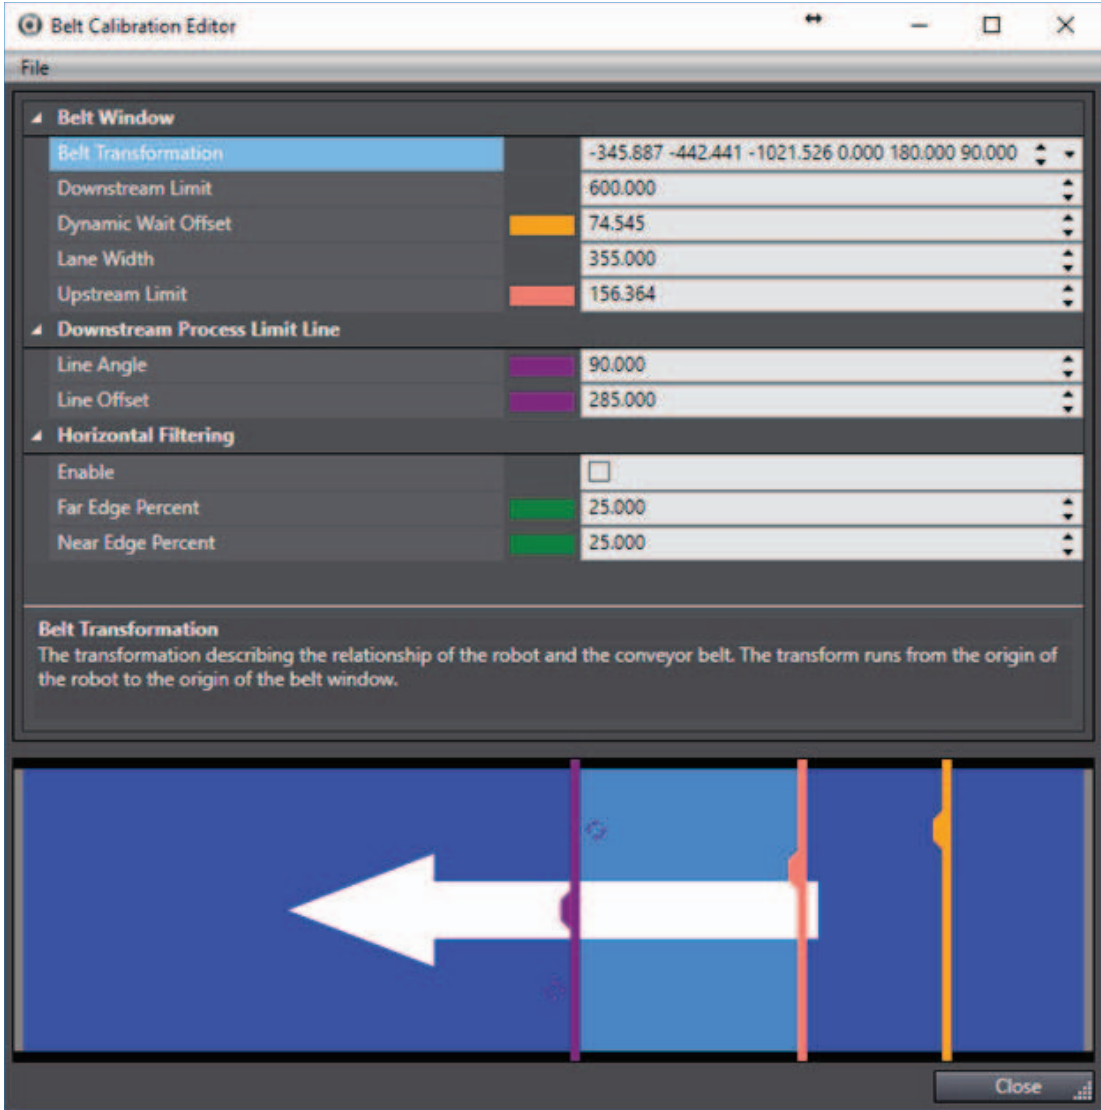 Belt Calibration Editor
File
Belt Window
Belt Transformation -345.887 -442.441 -1021.526 0.000 180.000 90.000
Downstream Limit 600.000
Dynamic Wait Offset 74.545
Lane Width 355.000
Upstream Limit 156.364
Downstream Process Limit Line
Line Angle 90.000
Line Offset 285.000
Horizontal Filtering
Enable
Far Edge Percent 25.000
Near Edge Percent 25.000
Belt Transformation
The transformation describing the relationship of the robot and the conveyor belt. The transform runs from the origin of
the robot to the origin of the belt window.
Close